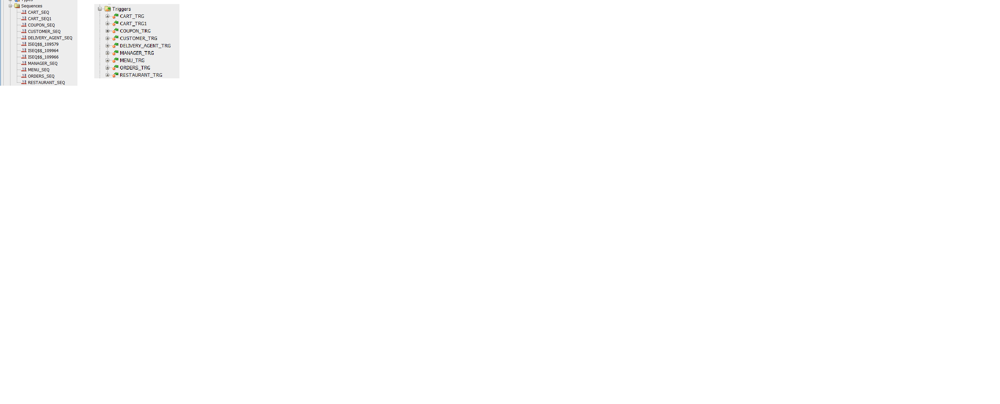 Types
Sequences
CART_SEQ
CART_SEQ1
COUPON_SEQ
CUSTOMER_SEQ
DELIVERY_AGENT_SEQ
ISEQ$$_109579
ISEQ$$_109964
ISEQ$$_109966
MANAGER_SEQ
MENU_SEQ
ORDERS_SEQ
RESTAURANT_SEQ
Triggers
CART_TRG
CART_TRG1
COUPON_TRG
CUSTOMER_TRG
DELIVERY_AGENT_TRG
MANAGER_TRG
MENU_TRG
ORDERS_TRG
RESTAURANT_TRG